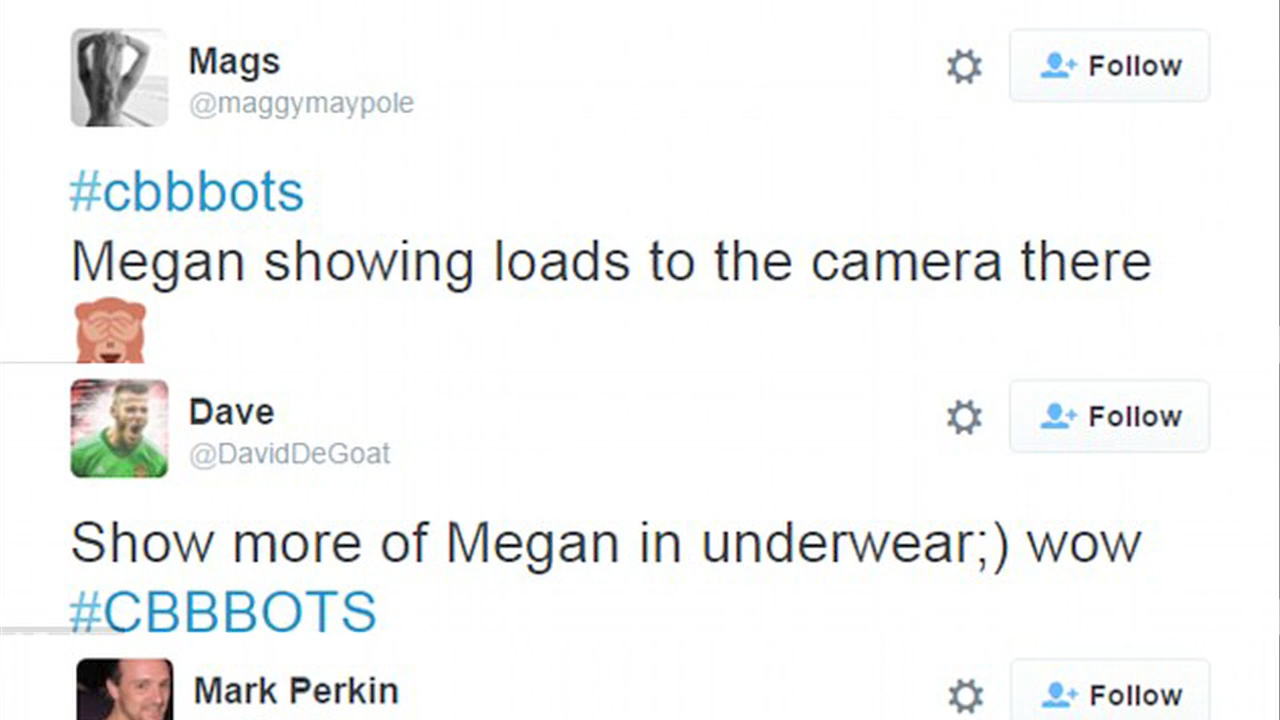 Mags
Follow
@maggymaypole
#cbbbots
Megan showing loads to the camera there
Dave
Follow
@DavidDeGoat
Show more of Megan in underwear;) wow
#CBBBOTS
Mark Perkin
Follow